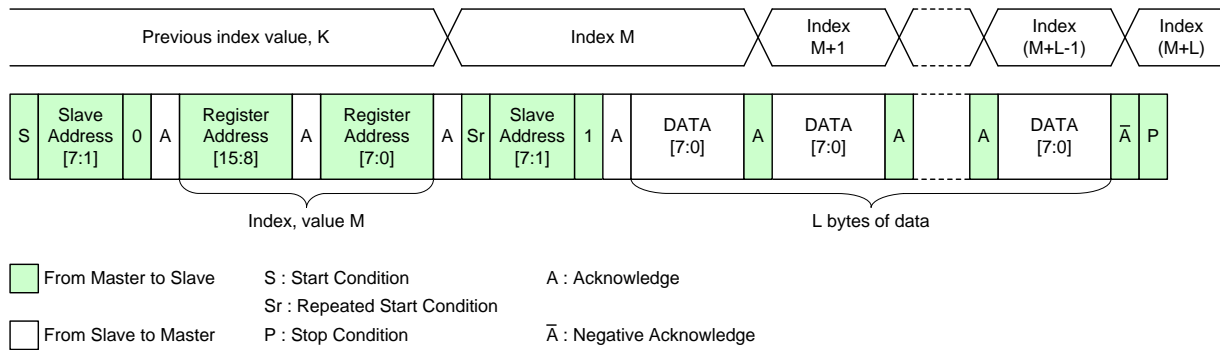 Previous index value, K
Index M
Index
M+1
Index
(M+L-1)
Index
(M+L)
S
Slave
Address
[7:1]
0
A
Register
Address
[15:8]
A
Register
Address
[7:0]
A
Sr
Slave
Address
[7:1]
1
A
DATA
[7:0]
A
DATA
[7:0]
A
A
DATA
[7:0]
A̅
P
Index, value M
L bytes of data
From Master to Slave
S : Start Condition
A : Acknowledge
Sr : Repeated Start Condition
From Slave to Master
P : Stop Condition
A̅ : Negative Acknowledge